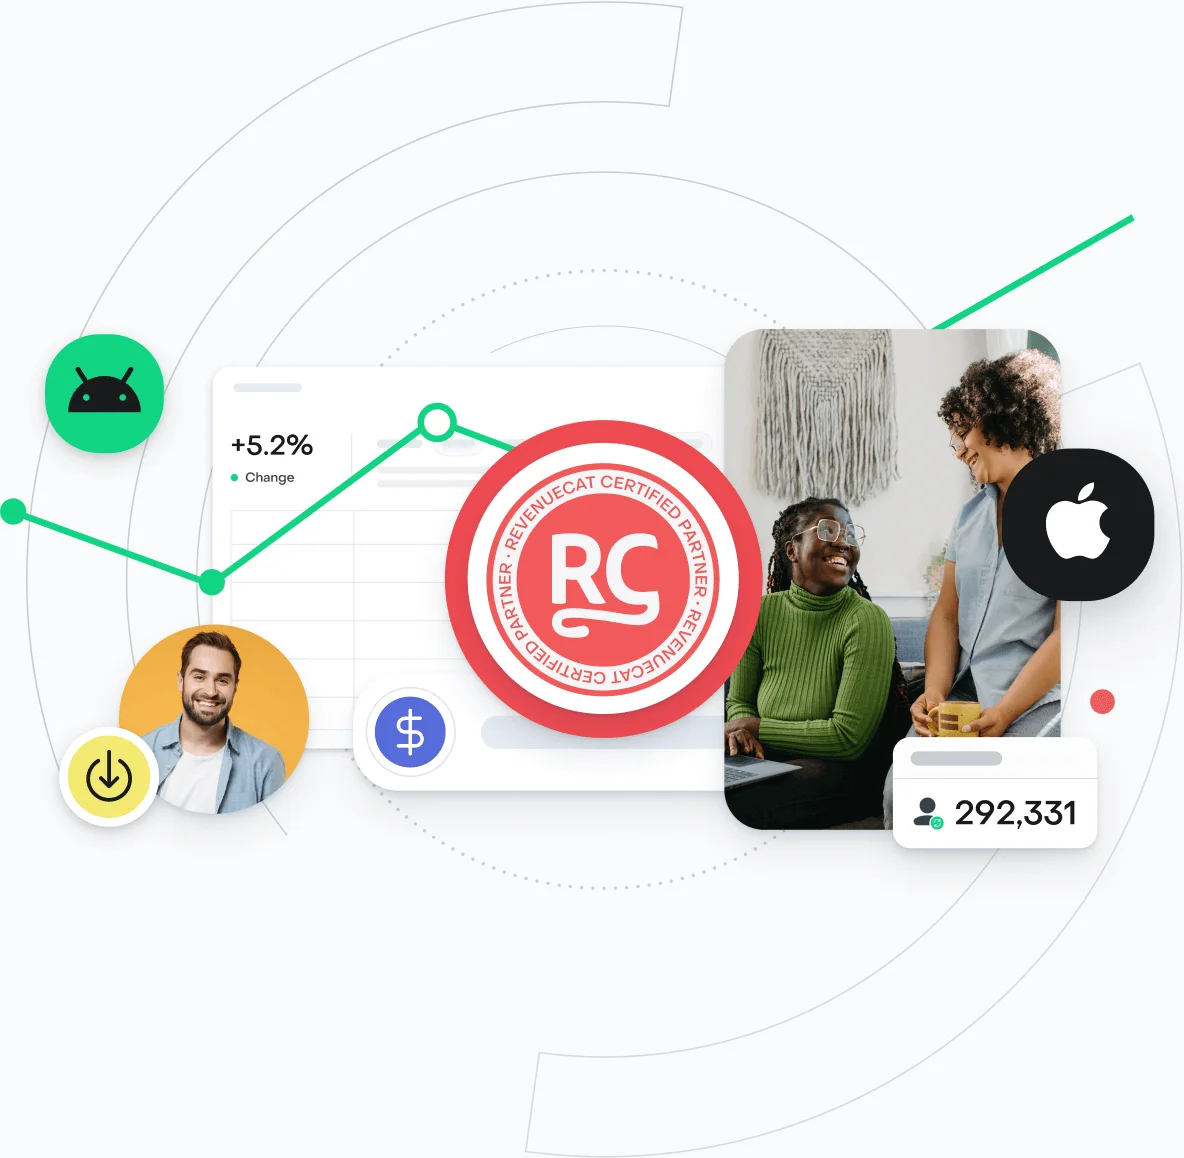 +5.2%
Change
REVENUECAT CERTIFIED PARTNER · REVENUECAT CERTIFIED PARTNER ·
RC
$
292,331